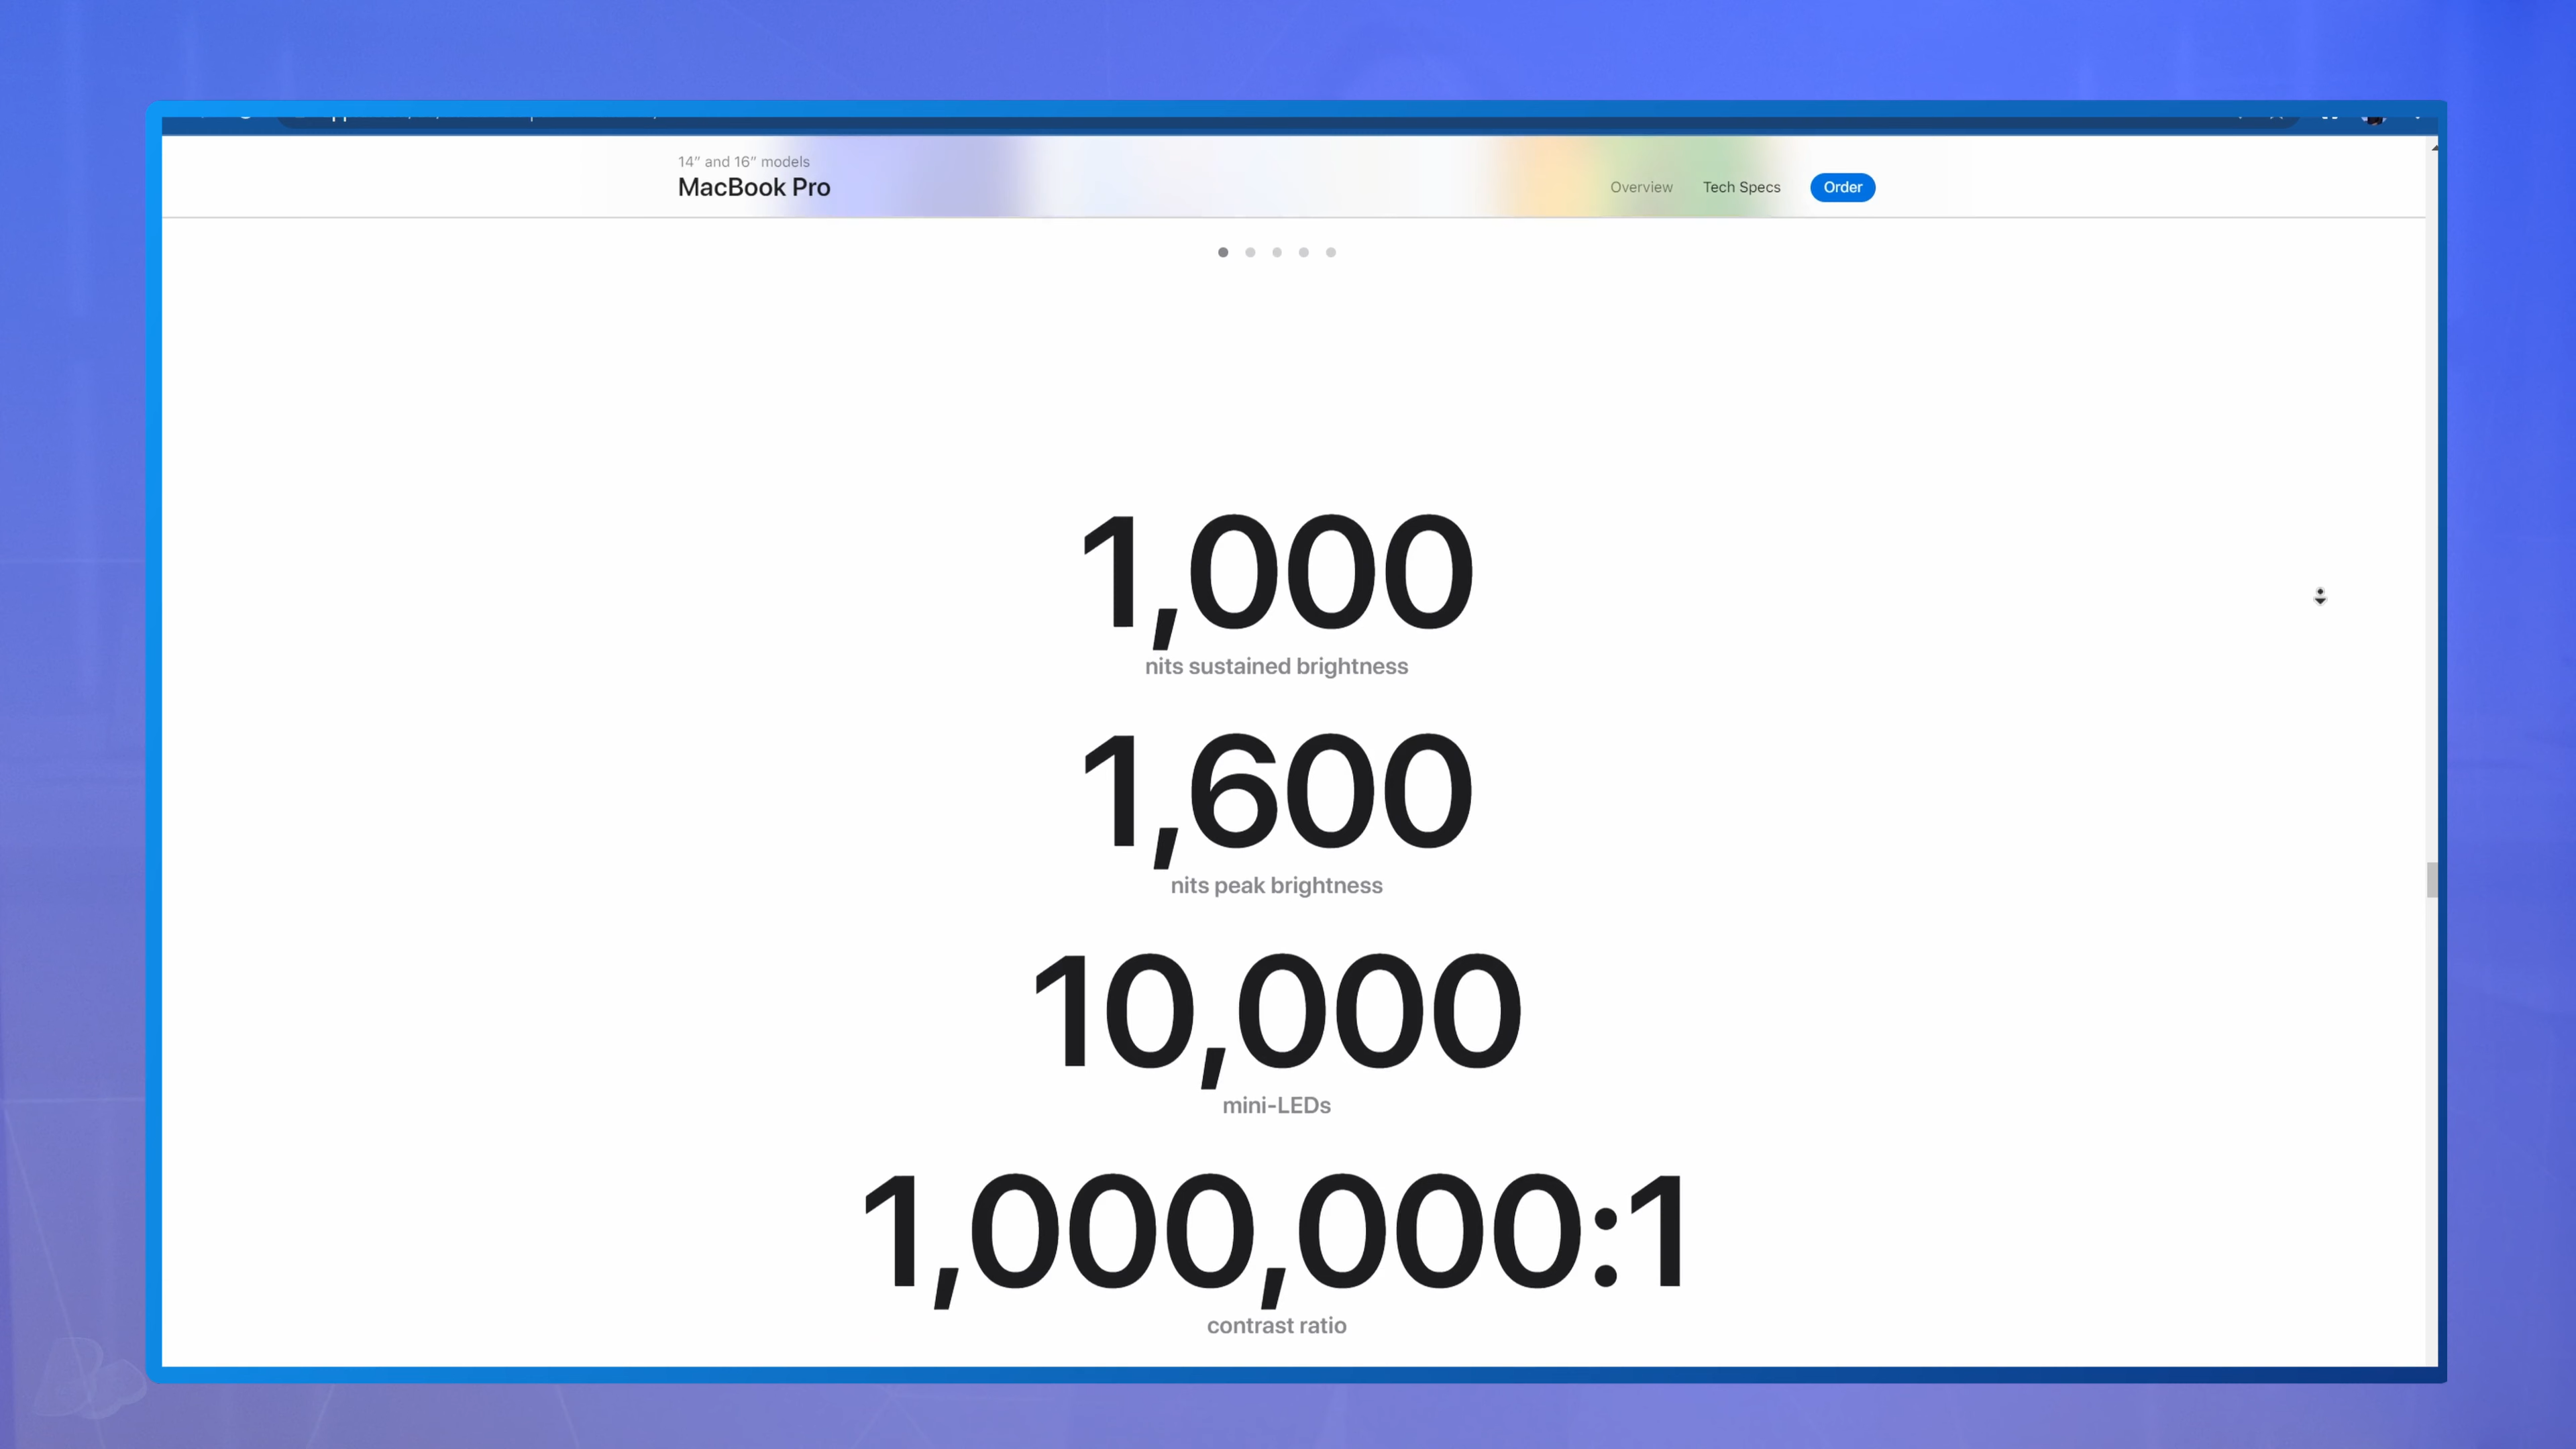 14” and 16” models
MacBook Pro
Overview Tech Specs Order
1,000
nits sustained brightness
1,600
nits peak brightness
10,000
mini-LEDs
1,000,000:1
contrast ratio